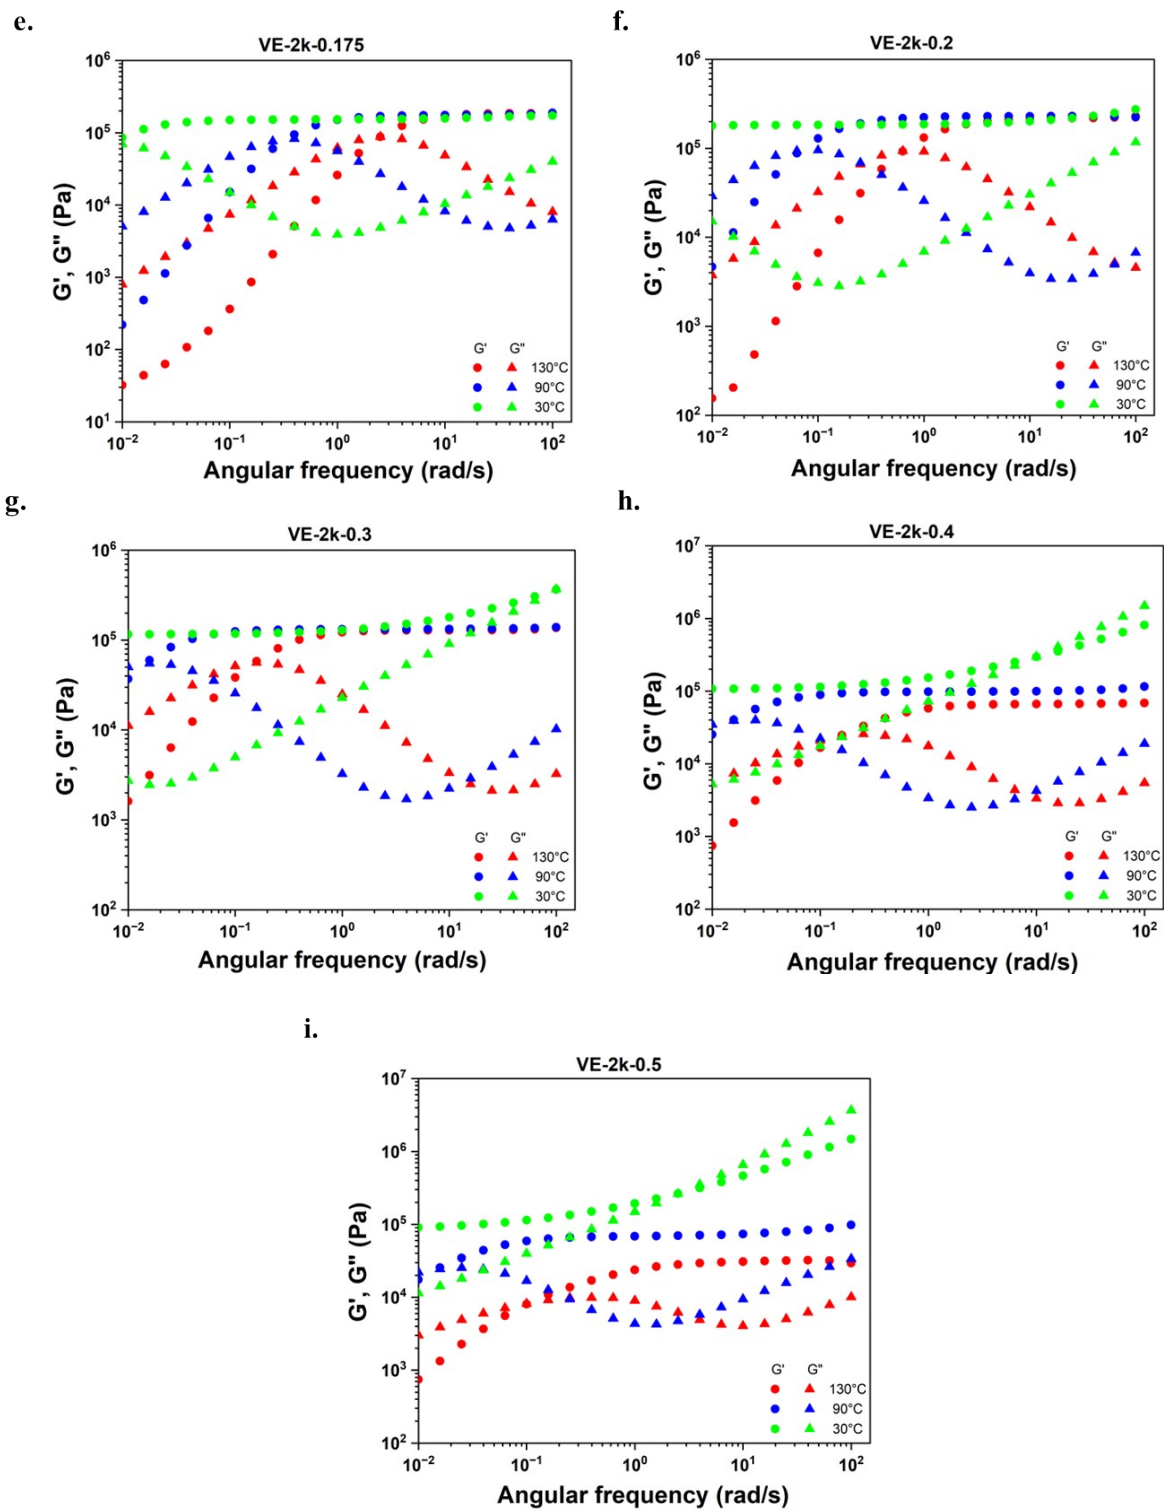 e.
VE-2k-0.175
10⁶
10⁵
10⁴
10³
10²
10¹
G', G" (Pa)
G' G"
130°C
90°C
30°C
10⁻² 10⁻¹ 10⁰ 10¹ 10²
Angular frequency (rad/s)
f.
VE-2k-0.2
10⁶
10⁵
10⁴
10³
10²
G', G" (Pa)
G' G"
130°C
90°C
30°C
10⁻² 10⁻¹ 10⁰ 10¹ 10²
Angular frequency (rad/s)
g.
VE-2k-0.3
10⁶
10⁵
10⁴
10³
10²
G', G" (Pa)
G' G"
130°C
90°C
30°C
10⁻² 10⁻¹ 10⁰ 10¹ 10²
Angular frequency (rad/s)
h.
VE-2k-0.4
10⁷
10⁶
10⁵
10⁴
10³
10²
G', G" (Pa)
G' G"
130°C
90°C
30°C
10⁻² 10⁻¹ 10⁰ 10¹ 10²
Angular frequency (rad/s)
i.
VE-2k-0.5
10⁷
10⁶
10⁵
10⁴
10³
10²
G', G" (Pa)
G' G"
130°C
90°C
30°C
10⁻² 10⁻¹ 10⁰ 10¹ 10²
Angular frequency (rad/s)